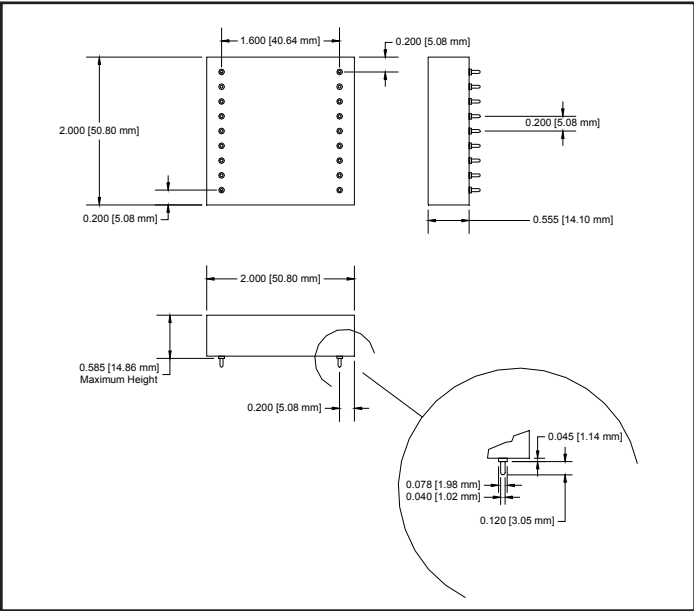 1.600 [40.64 mm]
0.200 [5.08 mm]
2.000 [50.80 mm]
0.200 [5.08 mm]
0.200 [5.08 mm]
0.555 [14.10 mm]
2.000 [50.80 mm]
0.585 [14.86 mm]
Maximum Height
0.200 [5.08 mm]
0.045 [1.14 mm]
0.078 [1.98 mm]
0.040 [1.02 mm]
0.120 [3.05 mm]